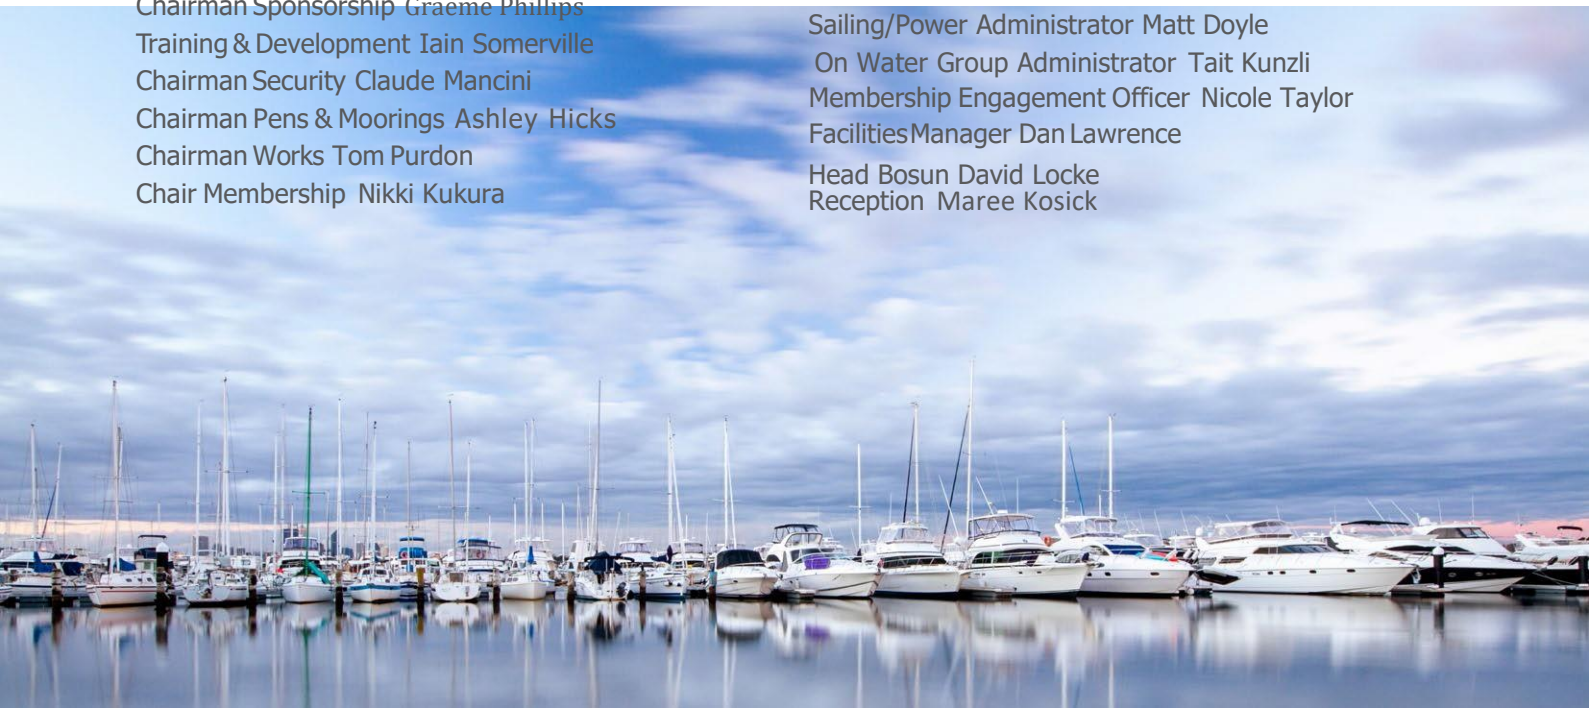 Chairman Sponsorship Graeme Phillips
Training & Development Iain Somerville
Chairman Security Claude Mancini
Chairman Pens & Moorings Ashley Hicks
Chairman Works Tom Purdon
Chair Membership Nikki Kukura
Sailing/Power Administrator Matt Doyle
On Water Group Administrator Tait Kunzli
Membership Engagement Officer Nicole Taylor
Facilities Manager Dan Lawrence
Head Bosun David Locke
Reception Maree Kosick